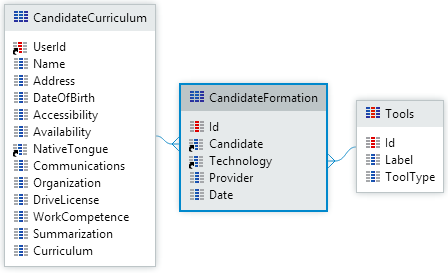 CandidateCurriculum
UserId
Name
Address
DateOfBirth
Accessibility
Availability
NativeTongue
Communications
Organization
DriveLicense
WorkCompetence
Summarization
Curriculum
CandidateFormation
Id
Candidate
Technology
Provider
Date
Tools
Id
Label
ToolType